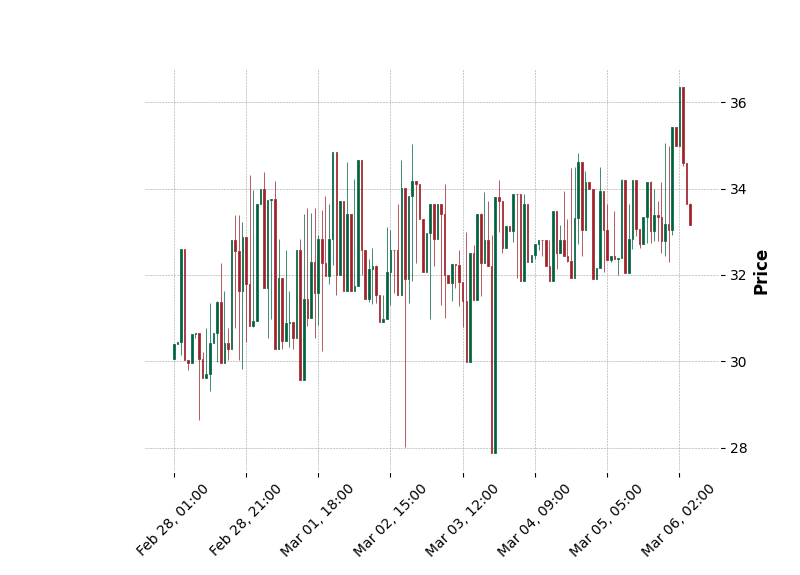 36
34
32
30
28
Price
Feb 28, 01:00
Feb 28, 21:00
Mar 01, 18:00
Mar 02, 15:00
Mar 03, 12:00
Mar 04, 09:00
Mar 05, 05:00
Mar 06, 02:00